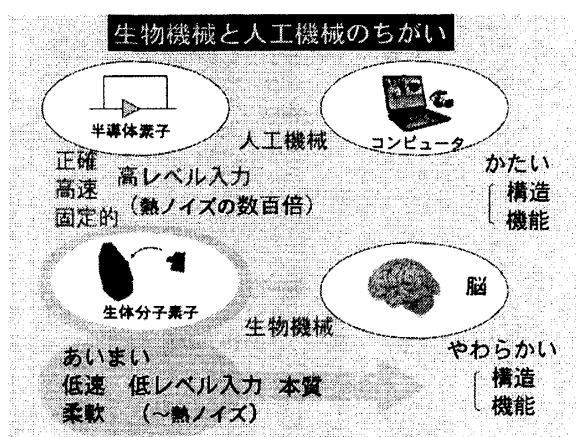 生物機械と人工機械のちがい
半導体素子
人工機械
コンピュータ
正確
高速 高レベル入力
固定的 (熱ノイズの数百倍)
かたい
構造
機能
生体分子素子
生物機械
脳
あいまい
低速 低レベル入力 本質
柔軟 (~熱ノイズ)
やわらかい
構造
機能